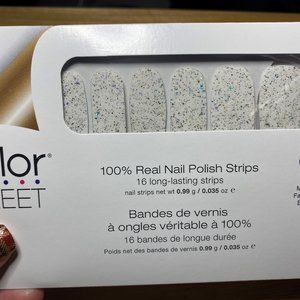 lor®
EET
100% Real Nail Polish Strips
16 long-lasting strips
nail strips net wt 0.99 g / 0.035 oz e
Bandes de vernis
à ongles véritable à 100%
16 bandes de longue durée
Poids net des bandes de vernis 0.99 g / 0.035 oz e